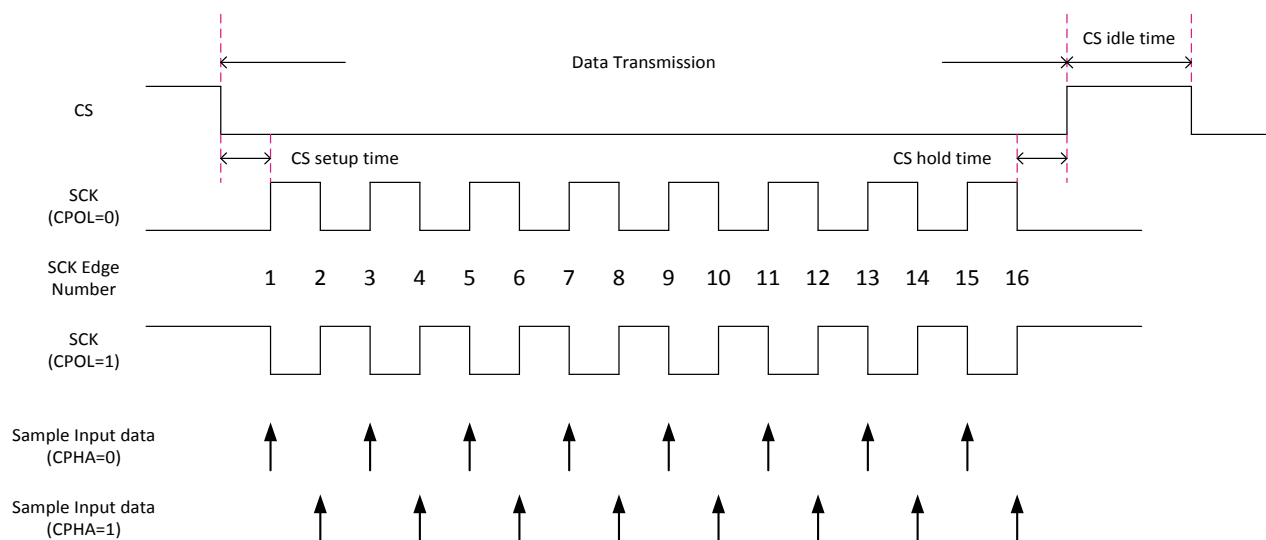 CS idle time
Data Transmission
CS
CS setup time
CS hold time
SCK
(CPOL=0)
SCK Edge
Number
1 2 3 4 5 6 7 8 9 10 11 12 13 14 15 16
SCK
(CPOL=1)
Sample Input data
(CPHA=0)
Sample Input data
(CPHA=1)